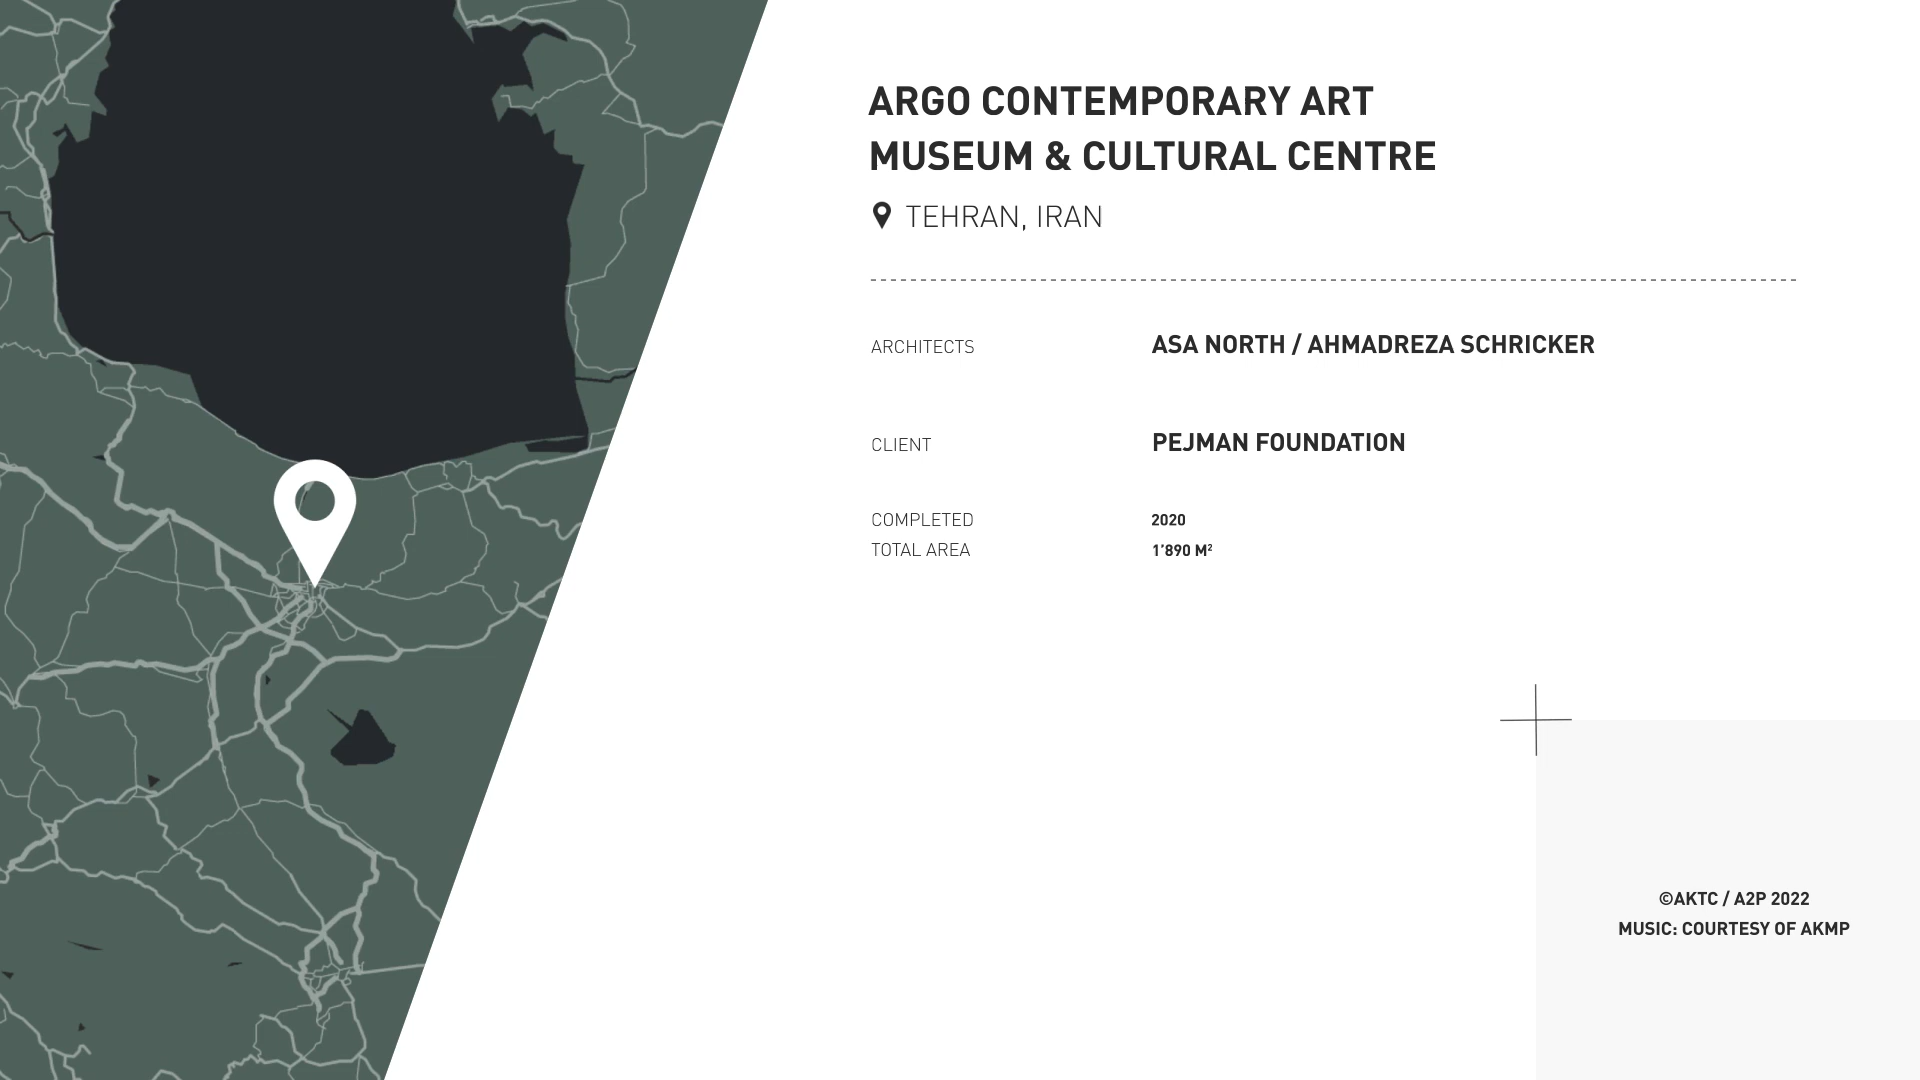 ARGO CONTEMPORARY ART
MUSEUM & CULTURAL CENTRE
TEHRAN, IRAN
ARCHITECTS
ASA NORTH / AHMADREZA SCHRICKER
CLIENT
PEJMAN FOUNDATION
COMPLETED
2020
TOTAL AREA
1'890 M²
©AKTC / A2P 2022
MUSIC: COURTESY OF AKMP